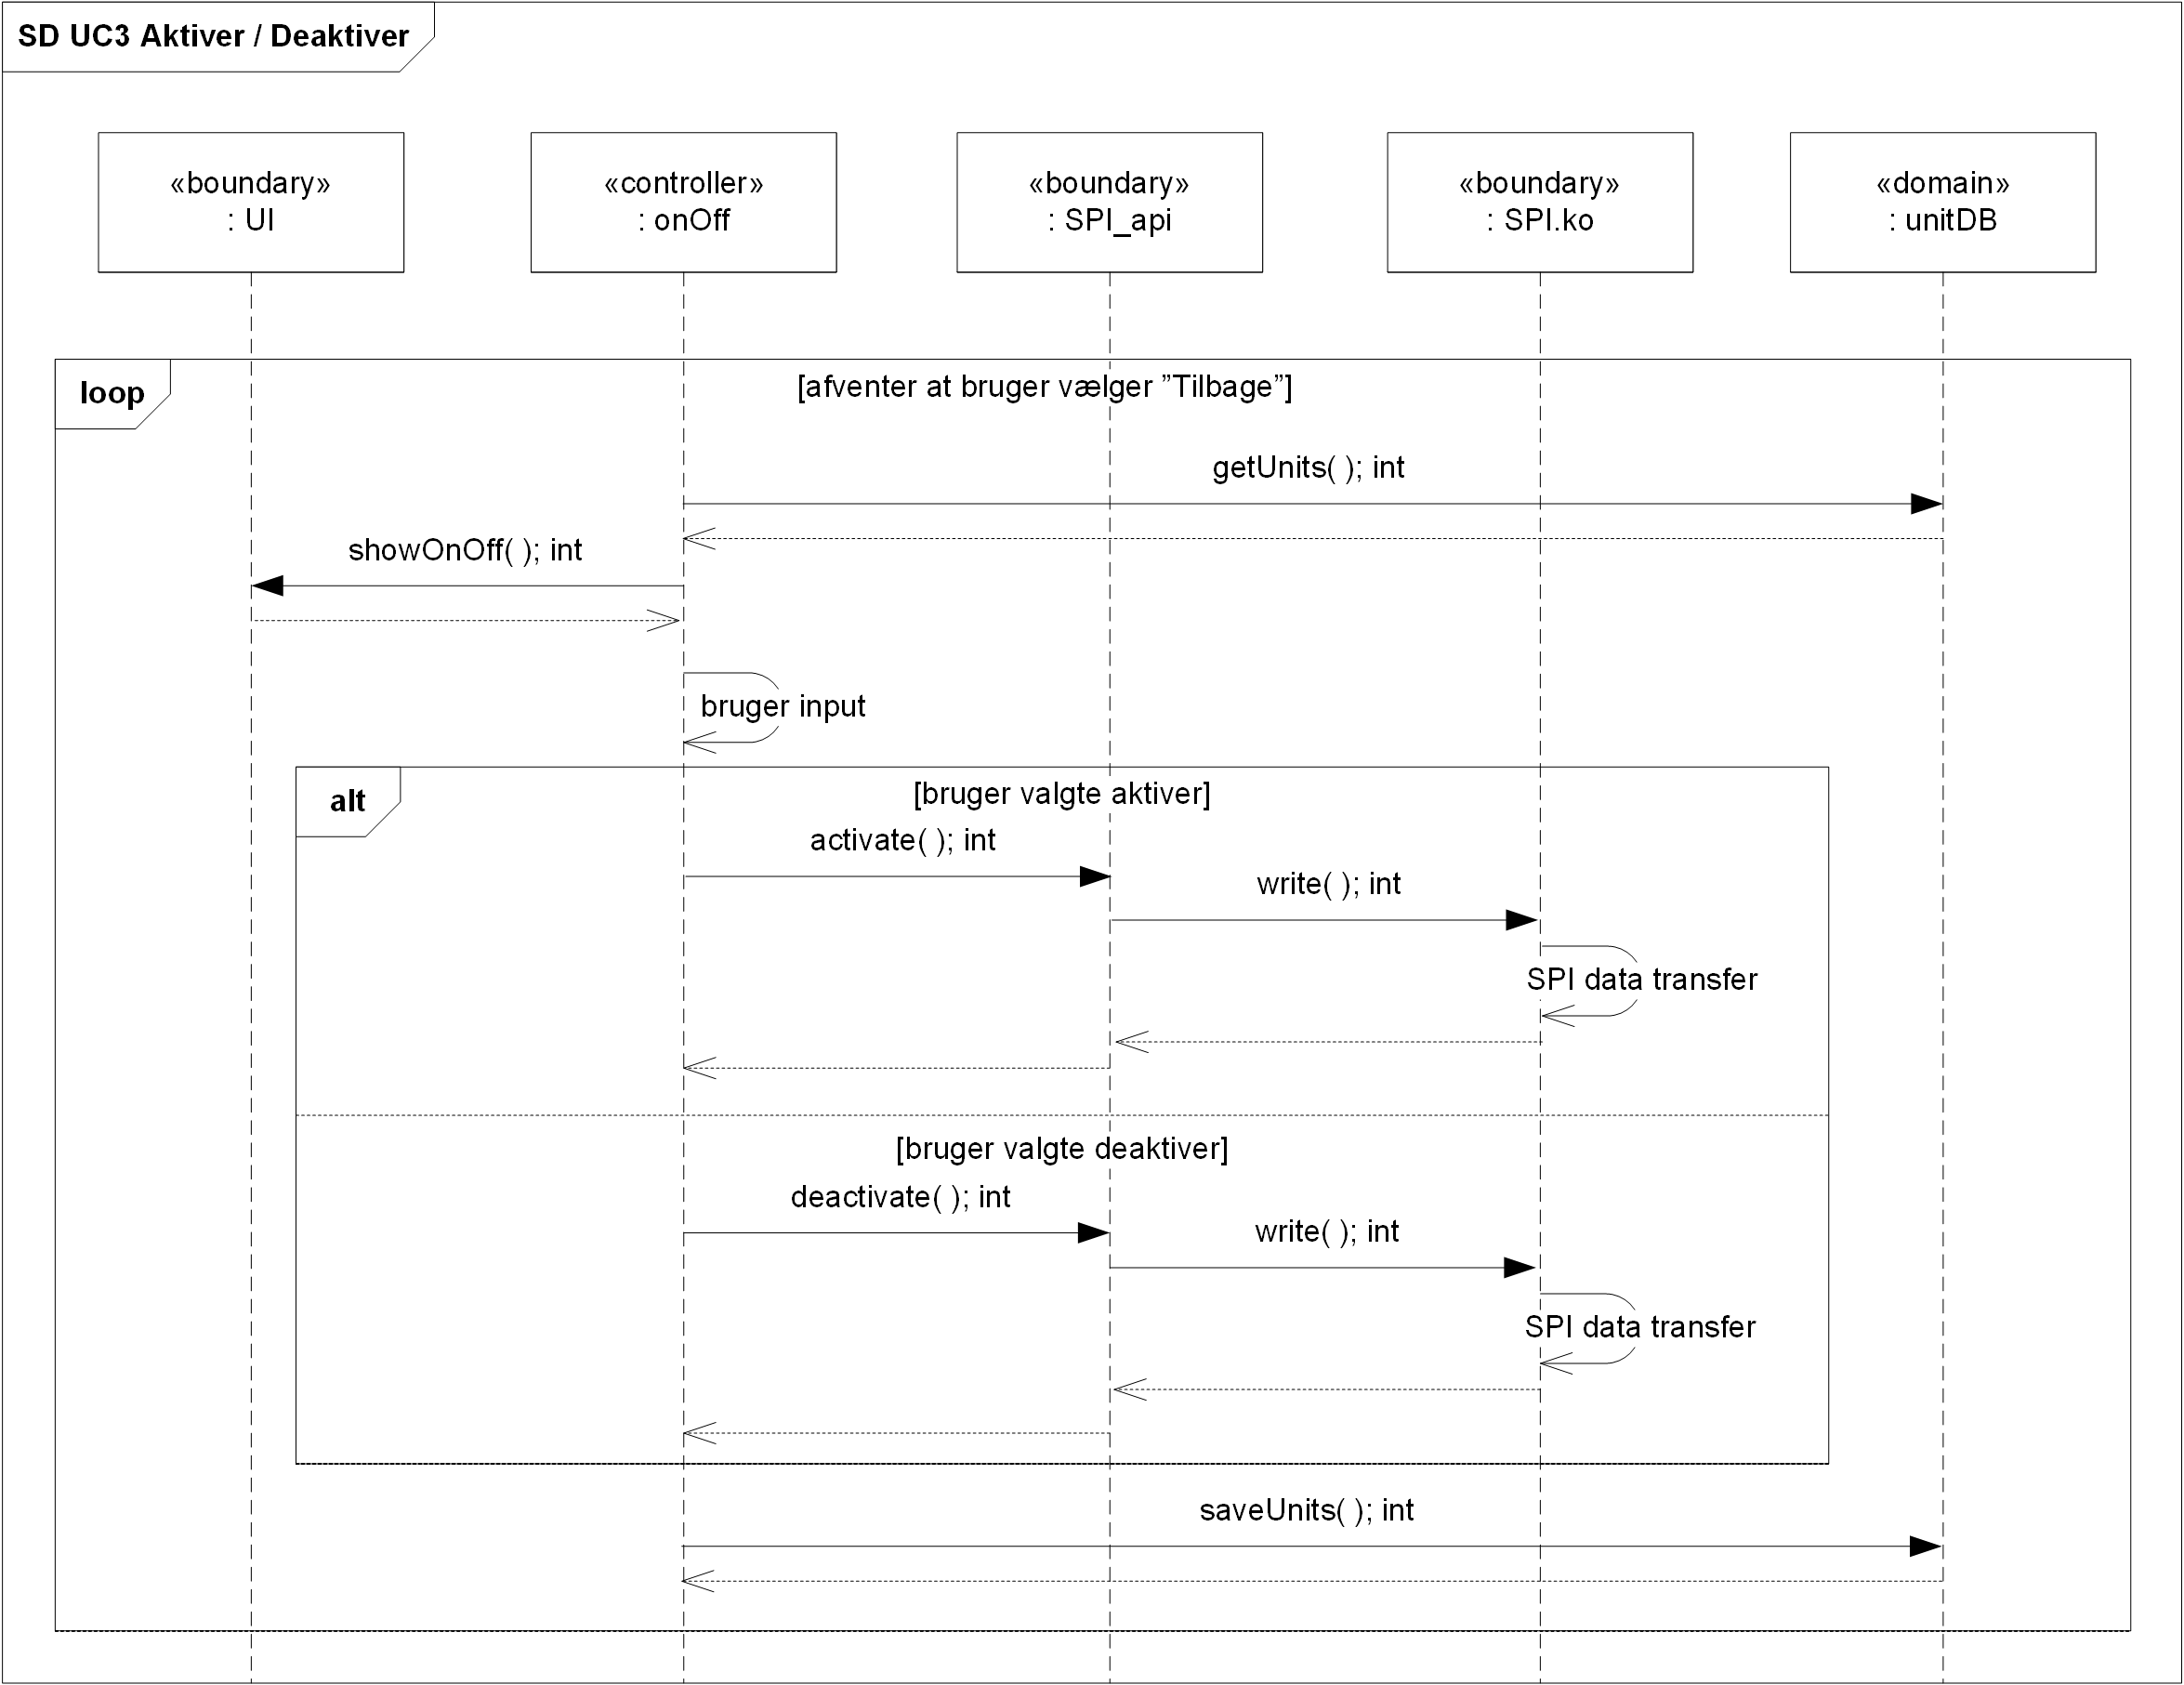 SD UC3 Aktiver / Deaktiver
«boundary»
: UI
«controller»
: onOff
«boundary»
: SPI_api
«boundary»
: SPI.ko
«domain»
: unitDB
loop
[afventer at bruger vælger ”Tilbage”]
getUnits( ); int
showOnOff( ); int
bruger input
alt
[bruger valgte aktiver]
activate( ); int
write( ); int
SPI data transfer
[bruger valgte deaktiver]
deactivate( ); int
write( ); int
SPI data transfer
saveUnits( ); int